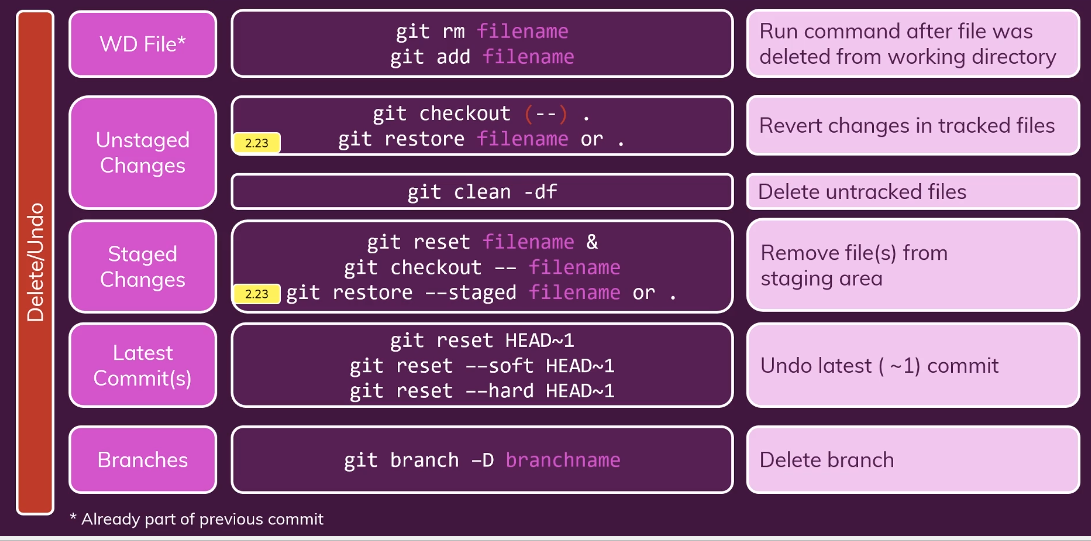 Delete/Undo
WD File*
git rm filename
git add filename
Run command after file was
deleted from working directory
Unstaged
Changes
git checkout (--) .
2.23
git restore filename or .
Revert changes in tracked files
git clean -df
Delete untracked files
Staged
Changes
git reset filename &
git checkout -- filename
2.23
git restore --staged filename or .
Remove file(s) from
staging area
Latest
Commit(s)
git reset HEAD~1
git reset --soft HEAD~1
git reset --hard HEAD~1
Undo latest ( ~1) commit
Branches
git branch –D branchname
Delete branch
* Already part of previous commit